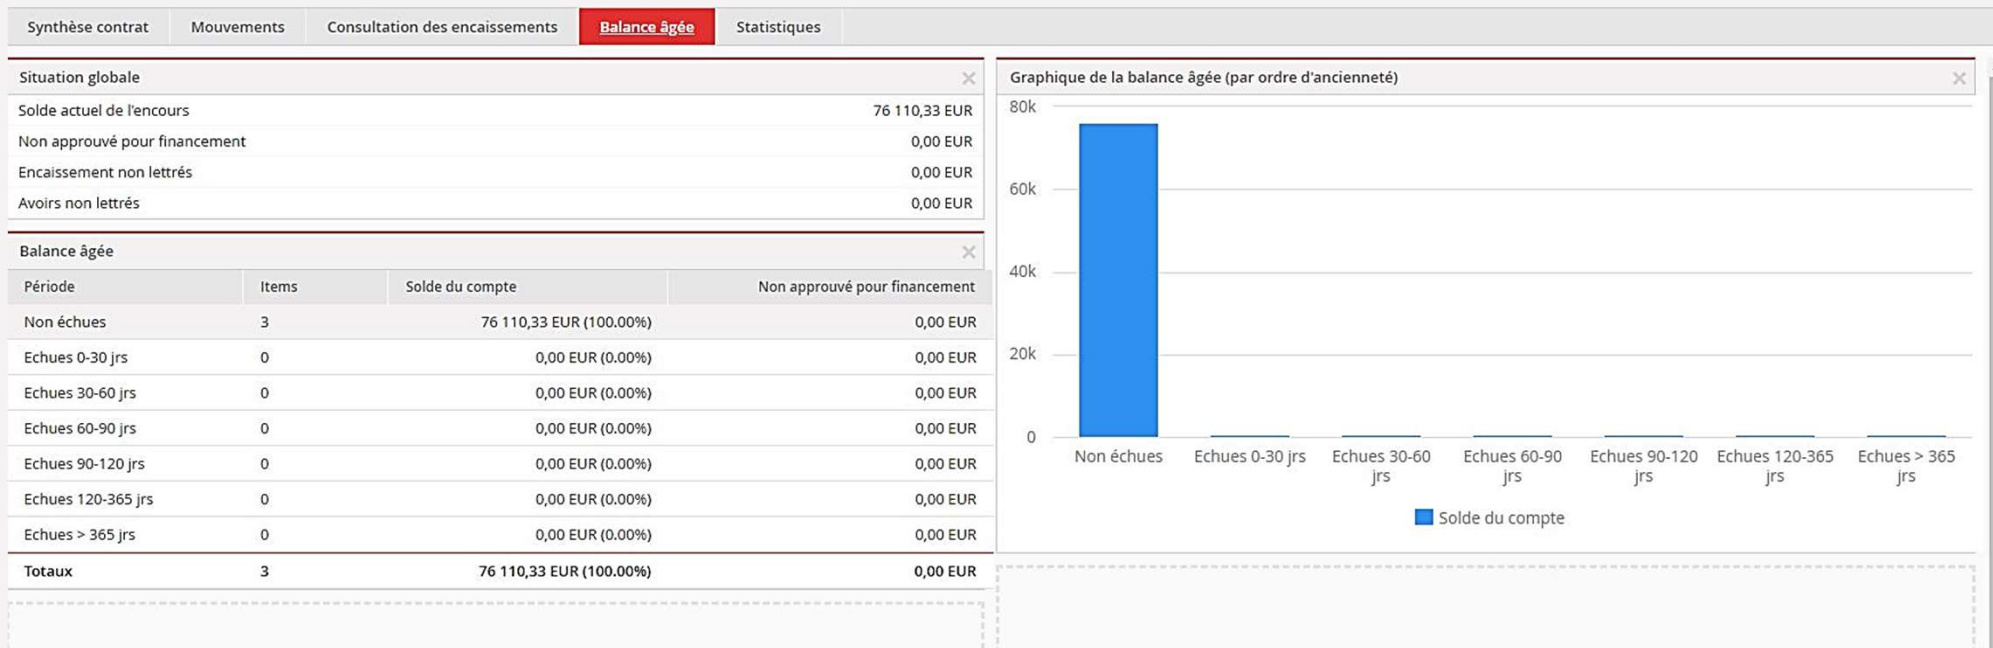 Synthèse contrat Mouvements Consultation des encaissements Balance âgée Statistiques
Situation globale
Solde actuel de l'encours 76 110,33 EUR
Non approuvé pour financement 0,00 EUR
Encaissement non lettrés 0,00 EUR
Avoirs non lettrés 0,00 EUR
Balance âgée
Période Items Solde du compte Non approuvé pour financement
Non échues 3 76 110,33 EUR (100.00%) 0,00 EUR
Echues 0-30 jrs 0 0,00 EUR (0.00%) 0,00 EUR
Echues 30-60 jrs 0 0,00 EUR (0.00%) 0,00 EUR
Echues 60-90 jrs 0 0,00 EUR (0.00%) 0,00 EUR
Echues 90-120 jrs 0 0,00 EUR (0.00%) 0,00 EUR
Echues 120-365 jrs 0 0,00 EUR (0.00%) 0,00 EUR
Echues > 365 jrs 0 0,00 EUR (0.00%) 0,00 EUR
Totaux 3 76 110,33 EUR (100.00%) 0,00 EUR
Graphique de la balance âgée (par ordre d'ancienneté)
80k
60k
40k
20k
0
Non échues Echues 0-30 jrs Echues 30-60 Echues 60-90 Echues 90-120 Echues 120-365 Echues > 365
jrs jrs jrs jrs jrs
Solde du compte